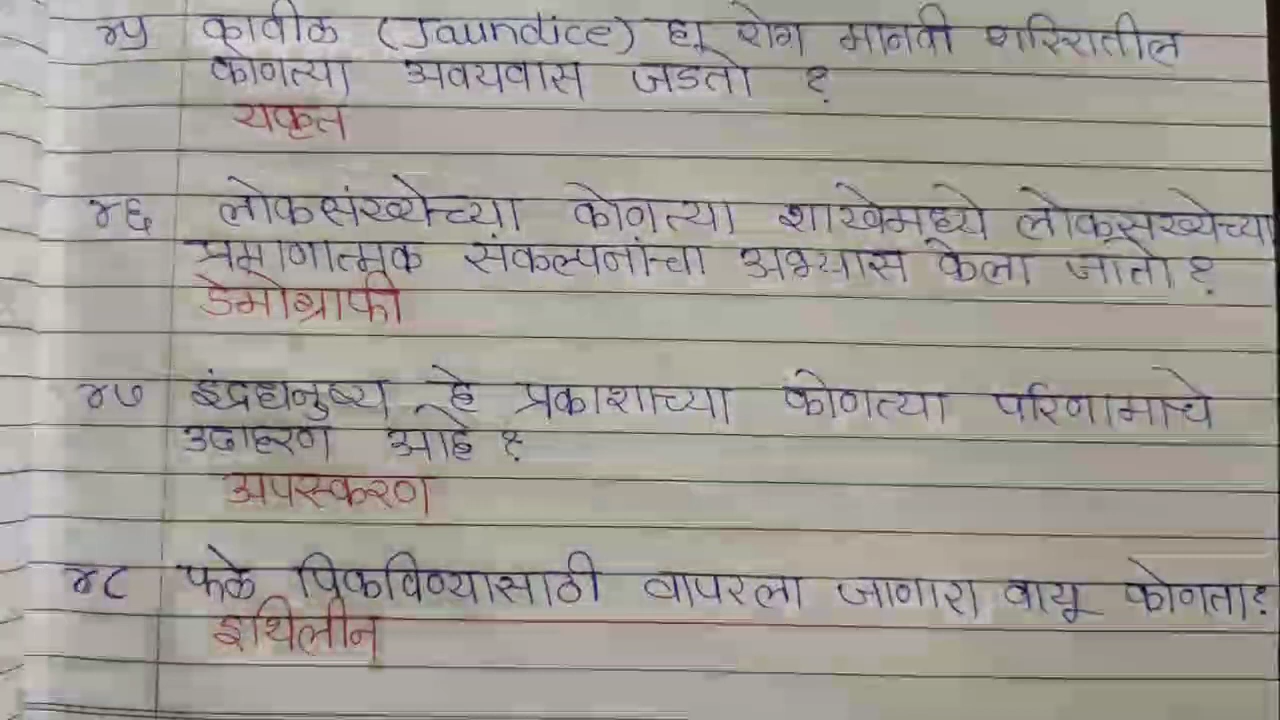 ४५ कावीळ (Jaundice) हा रोग मानवी शरिरातील
कोणत्या अवयवास जडतो ?
यकृत
४६ लोकसंख्येच्या कोणत्या शाखेमध्ये लोकसंख्येच्या
प्रमाणात्मक संकल्पनांचा अभ्यास केला जातो ?
डेमोग्राफी
४७ इंद्रधनुष्य हे प्रकाशाच्या कोणत्या परिणामाचे
उदाहरण आहे ?
अपस्करण
४८ फळे पिकविण्यासाठी वापरला जाणारा वायू कोणता?
इथिलीन